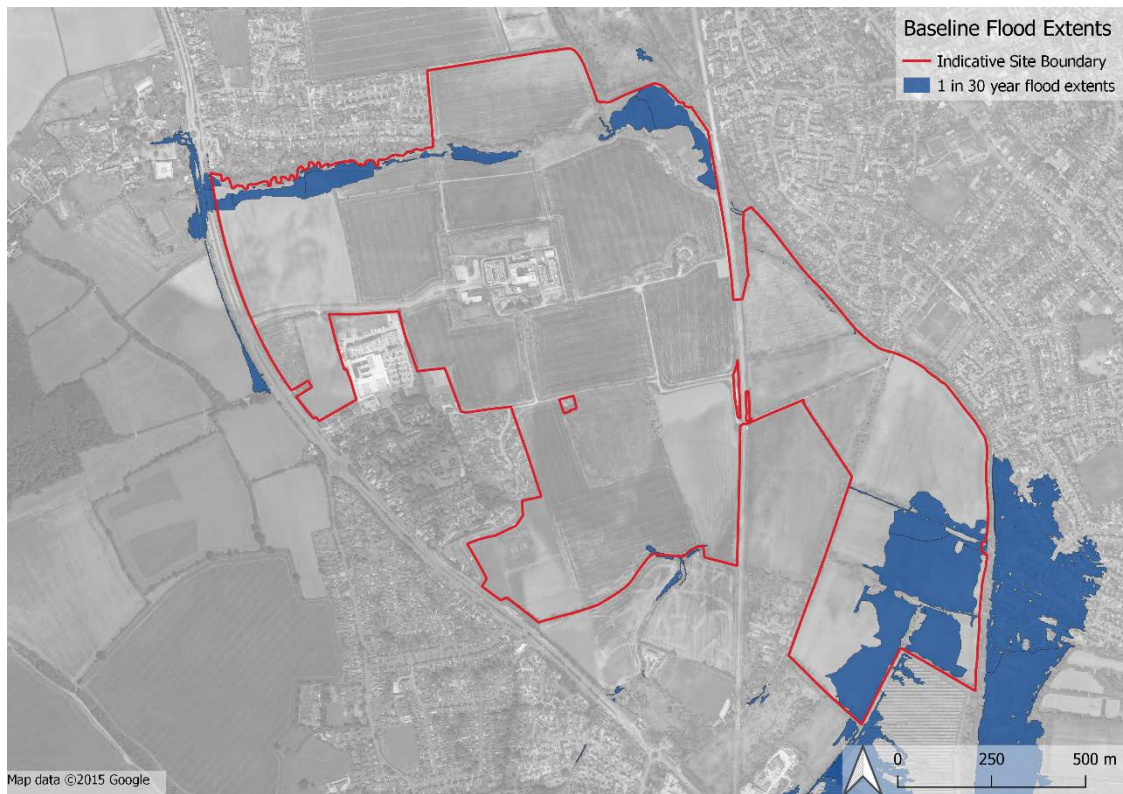 Baseline Flood Extents
Indicative Site Boundary
1 in 30 year flood extents
Map data ©2015 Google
0 250 500 m